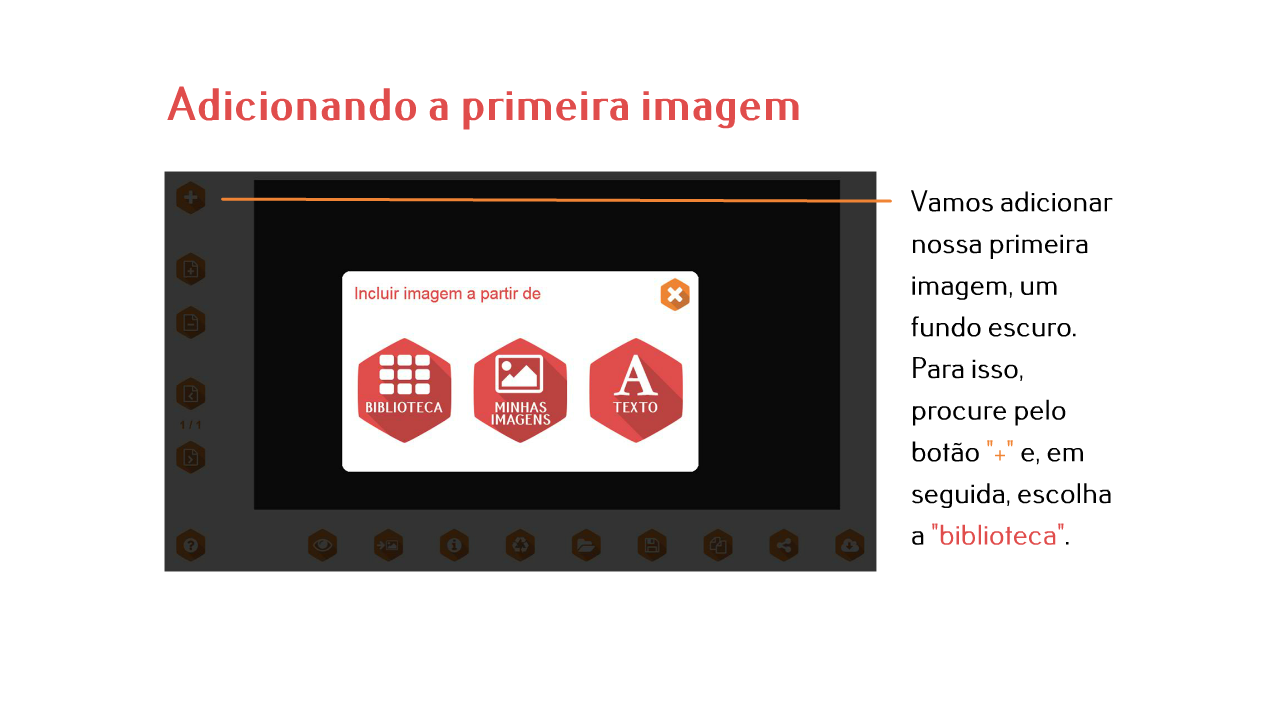 Adicionando a primeira imagem
Vamos adicionar
nossa primeira
imagem, um
fundo escuro.
Para isso,
procure pelo
botão "+" e, em
seguida, escolha
a "biblioteca".
Incluir imagem a partir de
BIBLIOTECA
MINHAS
IMAGENS
A
TEXTO
1 / 1